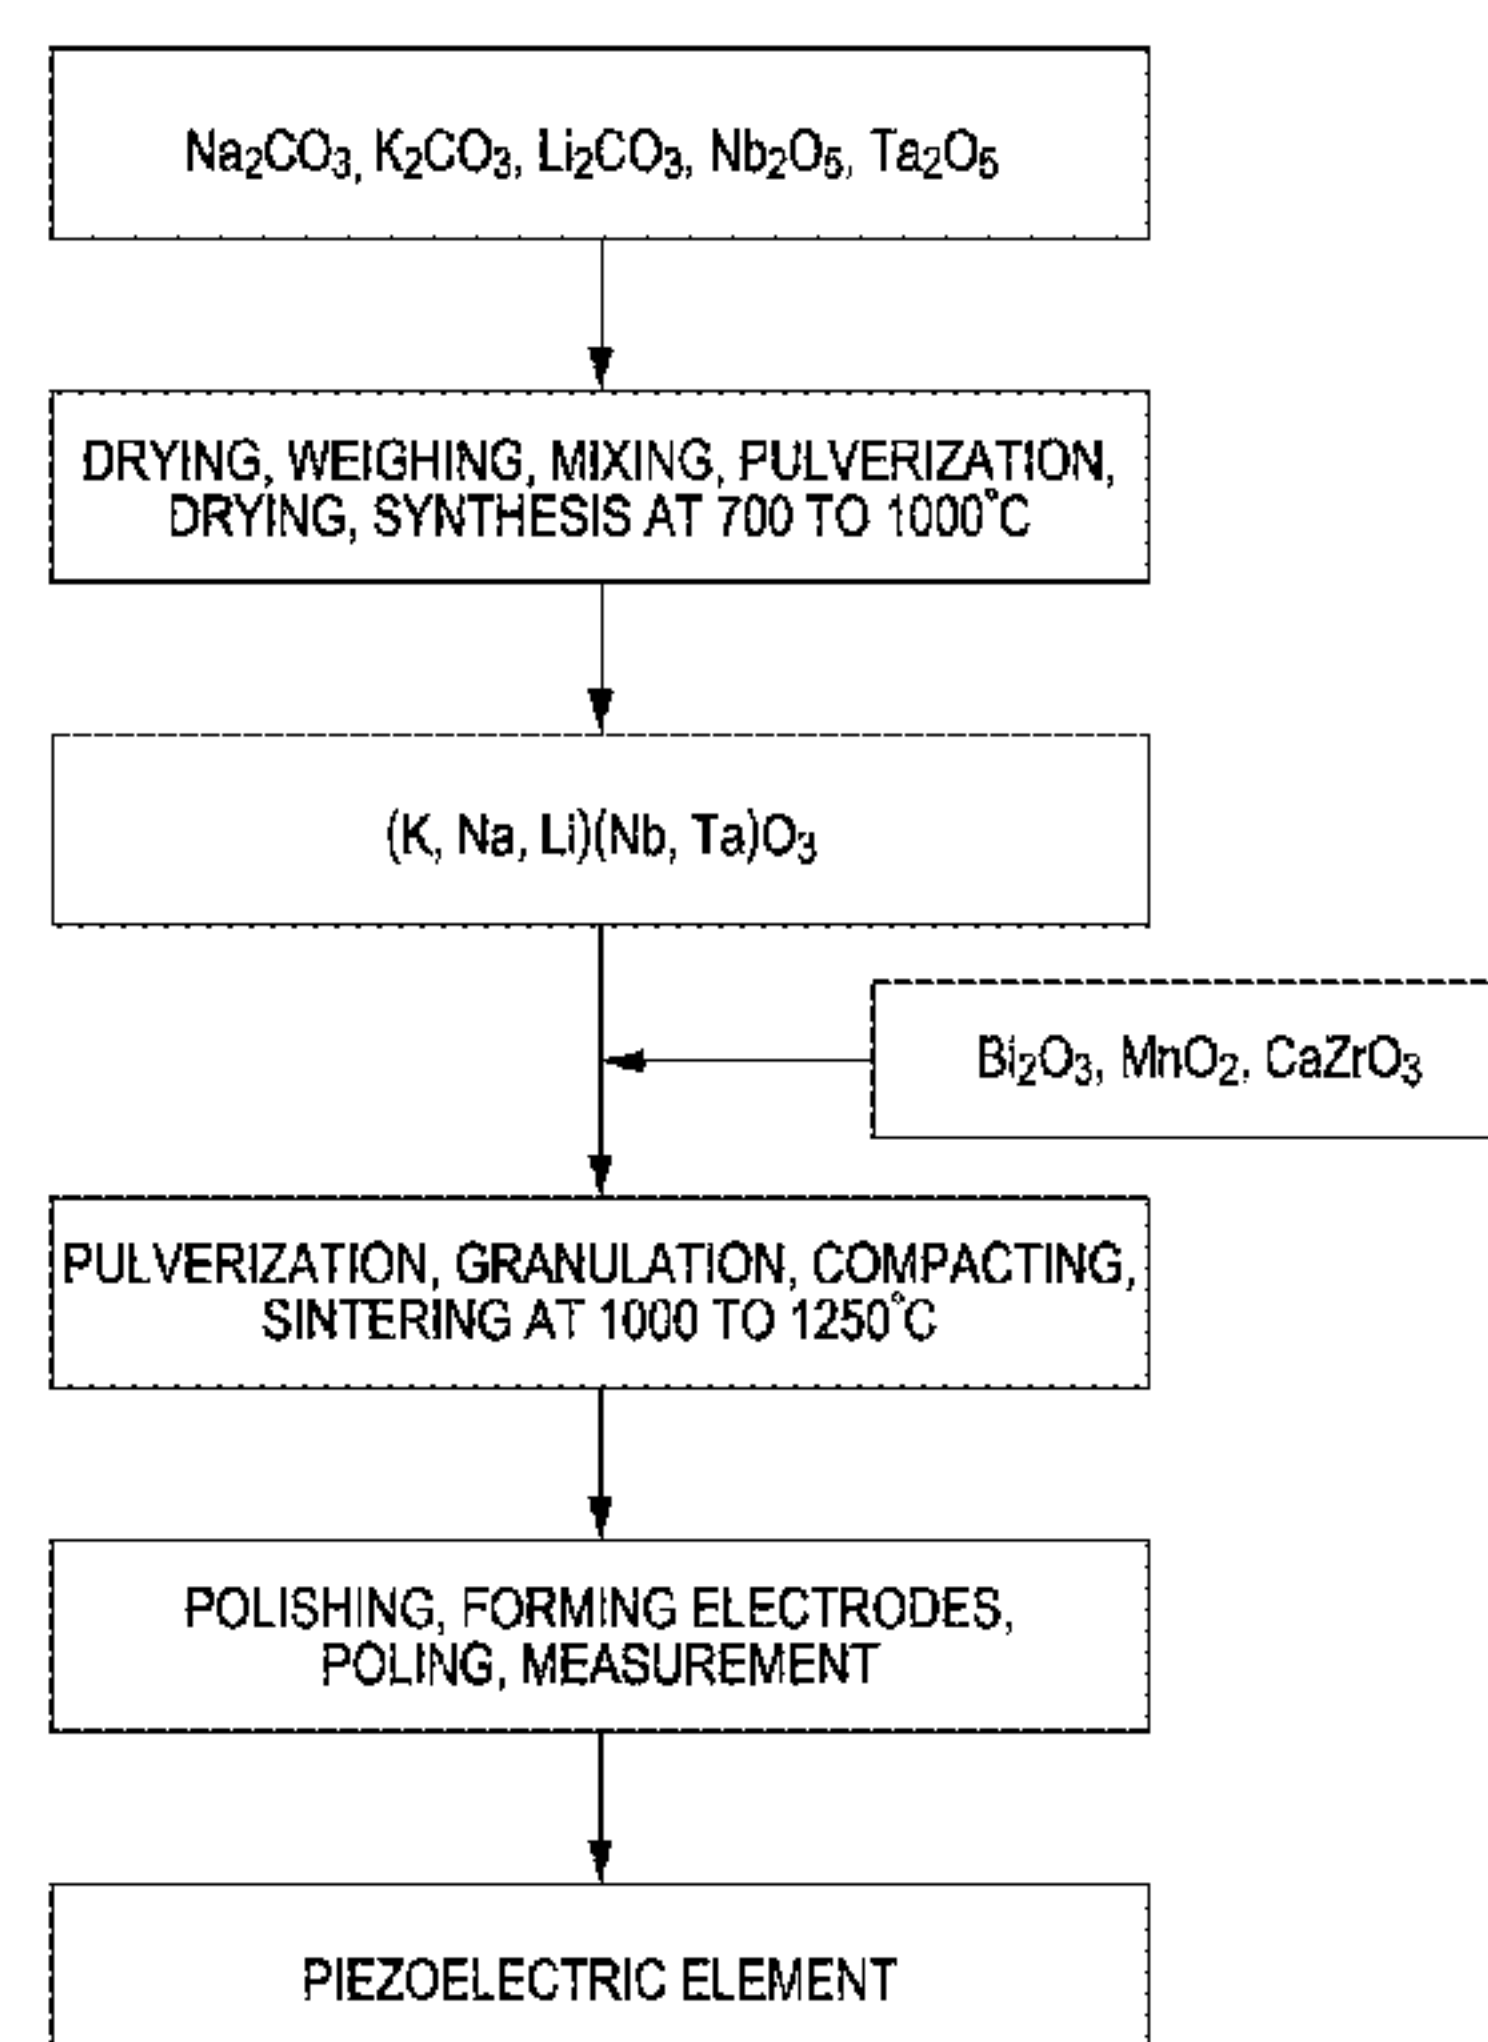 Na₂CO₃, K₂CO₃, Li₂CO₃, Nb₂O₅, Ta₂O₅
DRYING, WEIGHING, MIXING, PULVERIZATION,
DRYING, SYNTHESIS AT 700 TO 1000°C
(K, Na, Li)(Nb, Ta)O₃
Bi₂O₃, MnO₂, CaZrO₃
PULVERIZATION, GRANULATION, COMPACTING,
SINTERING AT 1000 TO 1250°C
POLISHING, FORMING ELECTRODES,
POLING, MEASUREMENT
PIEZOELECTRIC ELEMENT